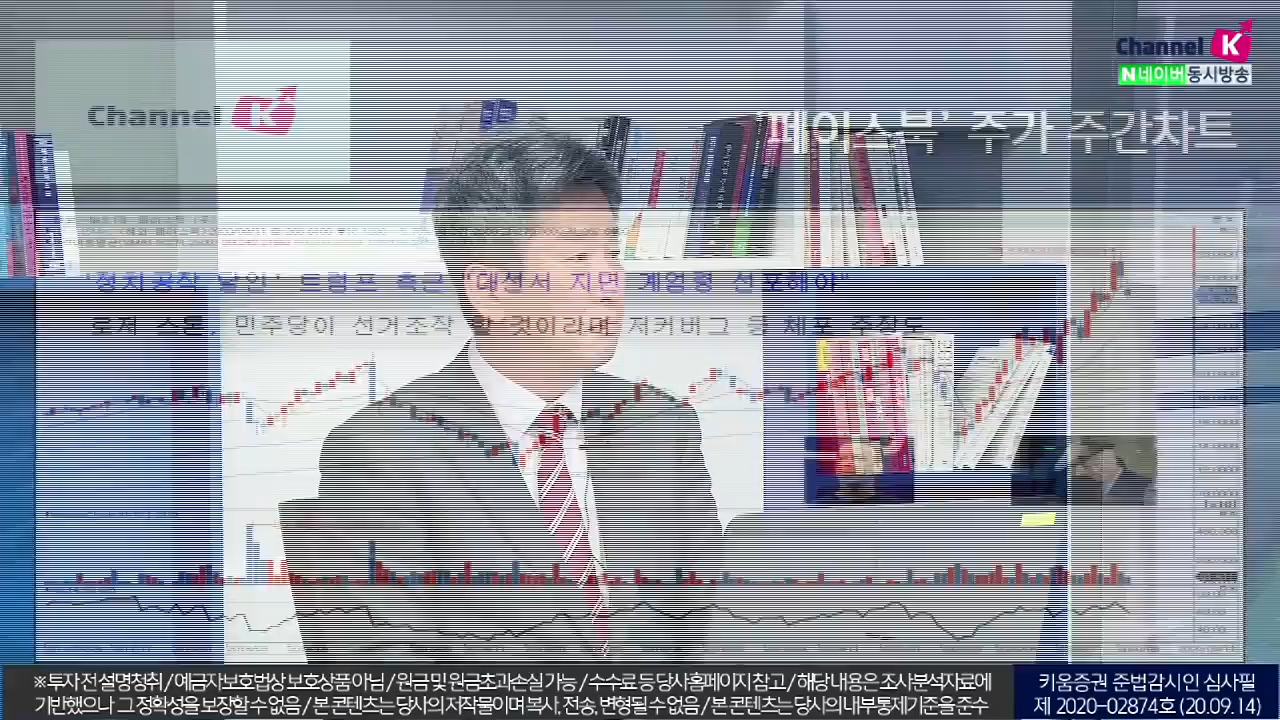 Channel K
N 네이버 동시방송
Channel K
'페이스북' 주가 주간차트
'정치공작 달인' 트럼프 측근 "대선서 지면 계엄령 선포해야"
로저 스톤, 민주당이 선거조작 할 것이라며 저커버그 등 체포 주장도
※ 투자 전 설명청취 / 예금자보호법상 보호상품 아님 / 원금 및 원금초과손실 가능 / 수수료 등 당사홈페이지 참고 / 해당 내용은 조사분석자료에
기반했으나 그 정확성을 보장할 수 없음 / 본 콘텐츠는 당사의 저작물이며 복사, 전송, 변형될 수 없음 / 본 콘텐츠는 당사의 내부통제기준을 준수
키움증권 준법감시인 심사필
제 2020-02874호 (20.09.14)